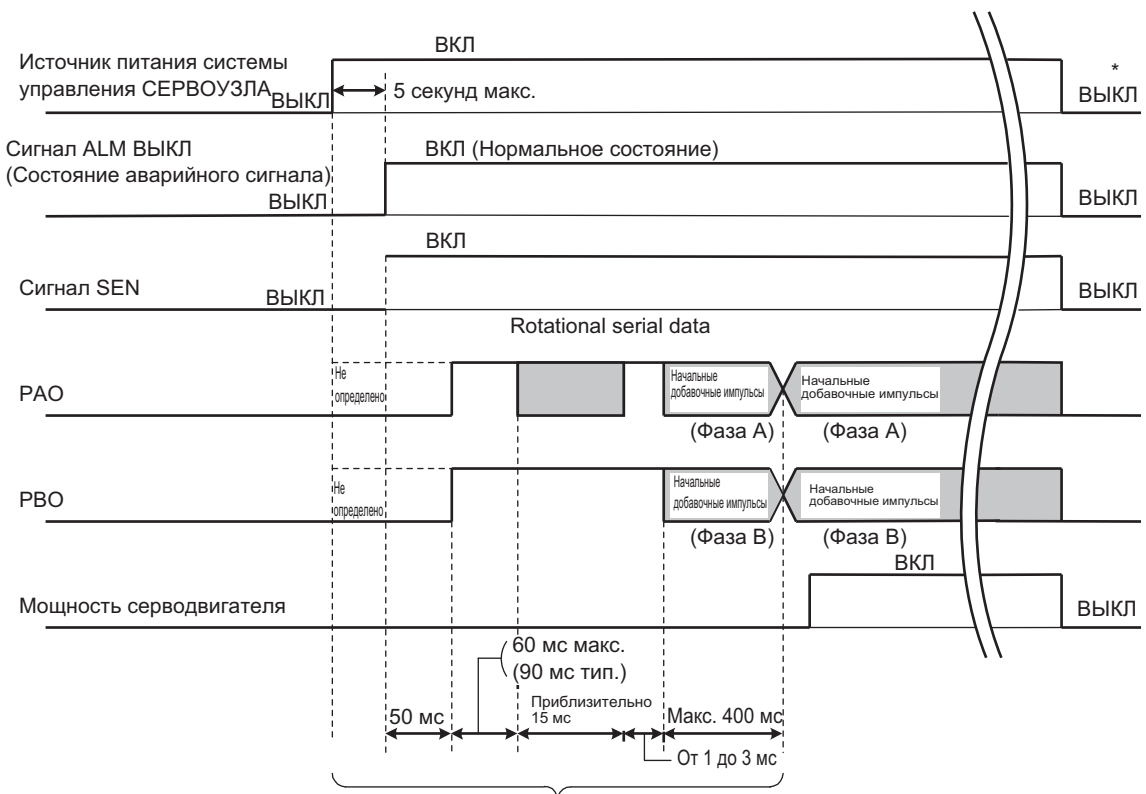 ВКЛ
Источник питания системы
управления СЕРВОУЗЛА
ВЫКЛ
5 секунд макс.
*
ВЫКЛ
Сигнал ALM ВЫКЛ
(Состояние аварийного сигнала)
ВЫКЛ
ВКЛ (Нормальное состояние)
ВЫКЛ
ВКЛ
Сигнал SEN
ВЫКЛ
ВЫКЛ
Rotational serial data
PAO
Не
определено
Начальные
добавочные импульсы
Начальные
добавочные импульсы
(Фаза A)
(Фаза A)
PBO
Не
определено
Начальные
добавочные импульсы
Начальные
добавочные импульсы
(Фаза B)
(Фаза B)
ВКЛ
Мощность серводвигателя
ВЫКЛ
60 мс макс.
(90 мс тип.)
50 мс
Приблизительно
15 мс
Макс. 400 мс
От 1 до 3 мс